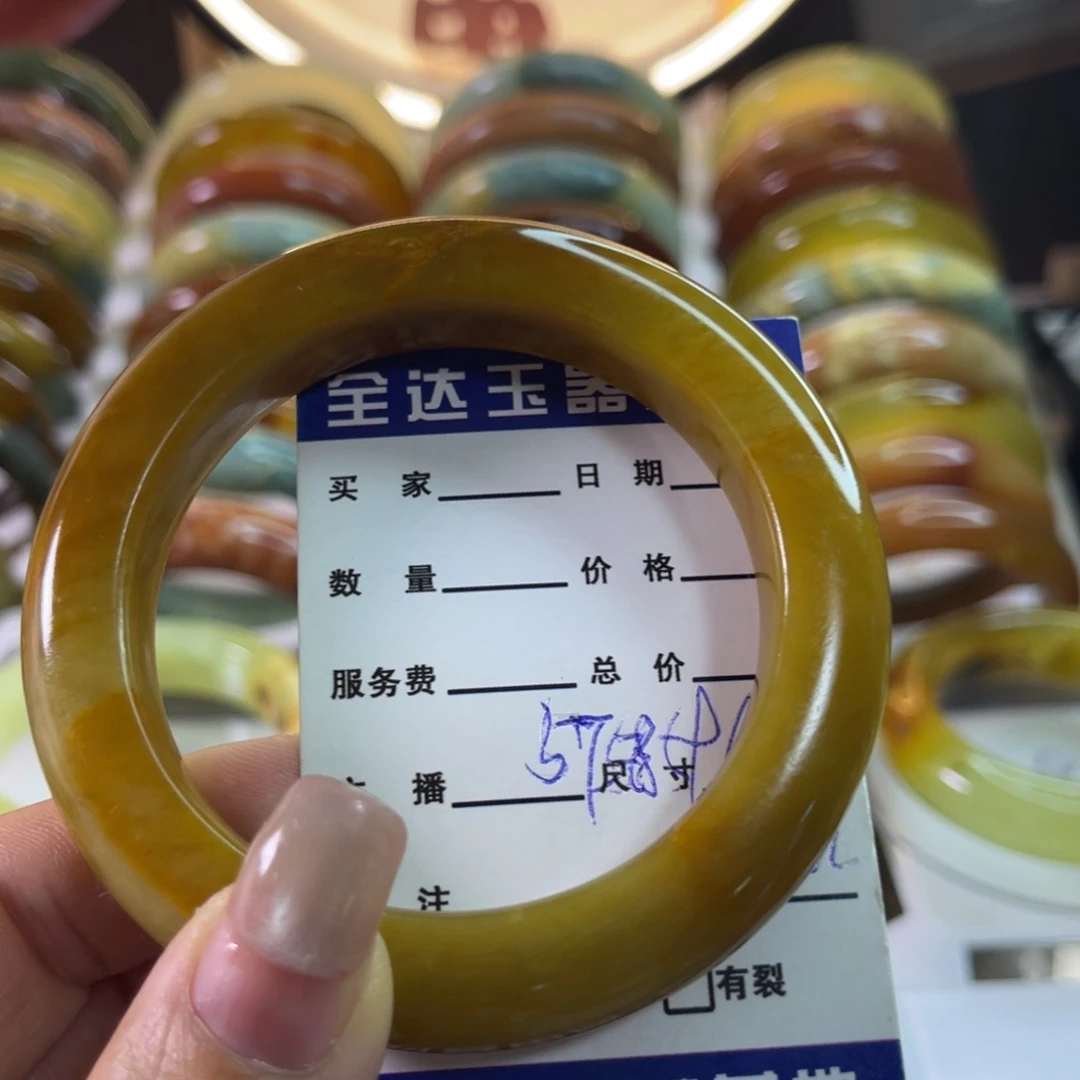 全达玉器
买 家 日 期
数 量 价 格
服务费 总 价
播 尺 寸
注
有裂